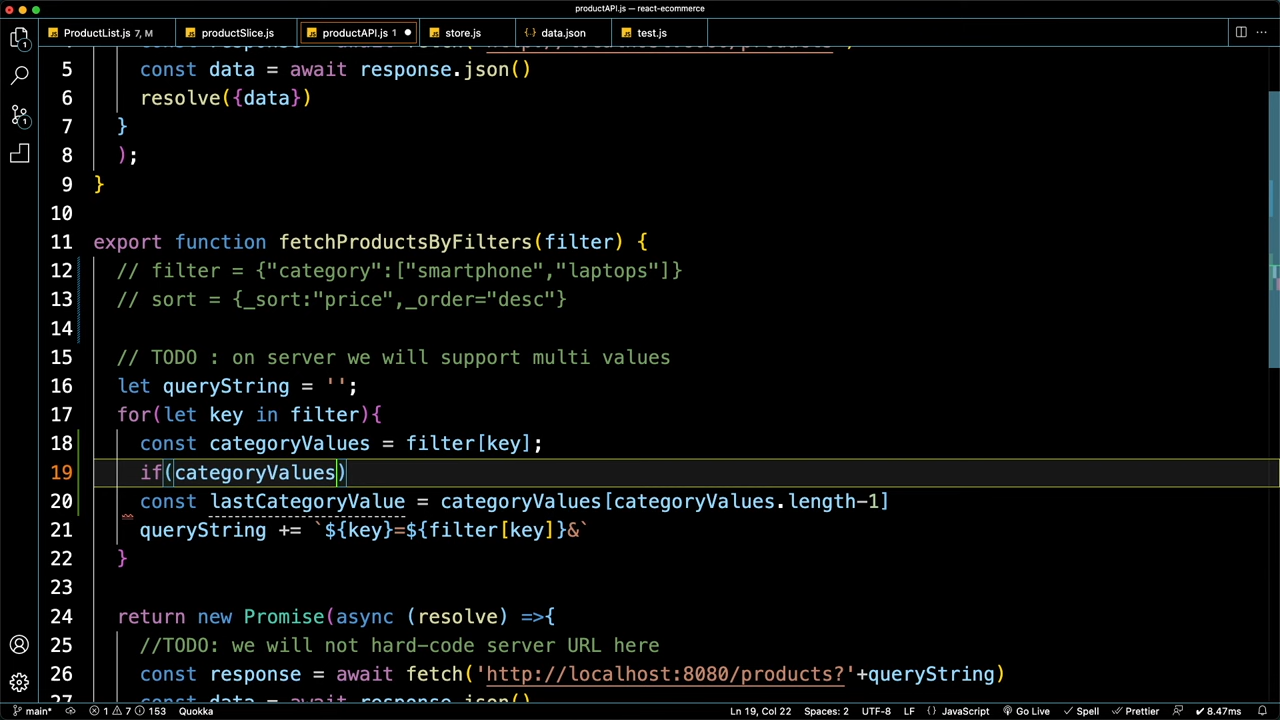 productAPI.js — react-ecommerce
ProductList.js 7, M
productSlice.js
productAPI.js 1
store.js
{..} data.json
test.js
5 const data = await response.json()
6 resolve({data})
7 }
8 );
9 }
10
11 export function fetchProductsByFilters(filter) {
12 // filter = {"category":["smartphone","laptops"]}
13 // sort = {_sort:"price",_order="desc"}
14
15 // TODO : on server we will support multi values
16 let queryString = '';
17 for(let key in filter){
18 const categoryValues = filter[key];
19 if(categoryValues)
20 const lastCategoryValue = categoryValues[categoryValues.length-1]
21 queryString += `${key}=${filter[key]}&`
22 }
23
24 return new Promise(async (resolve) =>{
25 //TODO: we will not hard-code server URL here
26 const response = await fetch('http://localhost:8080/products?'+queryString)
27 const data = await response.json()
main* 1 7 153 Quokka Ln 19, Col 22 Spaces: 2 UTF-8 LF {} JavaScript Go Live Spell Prettier 8.47ms